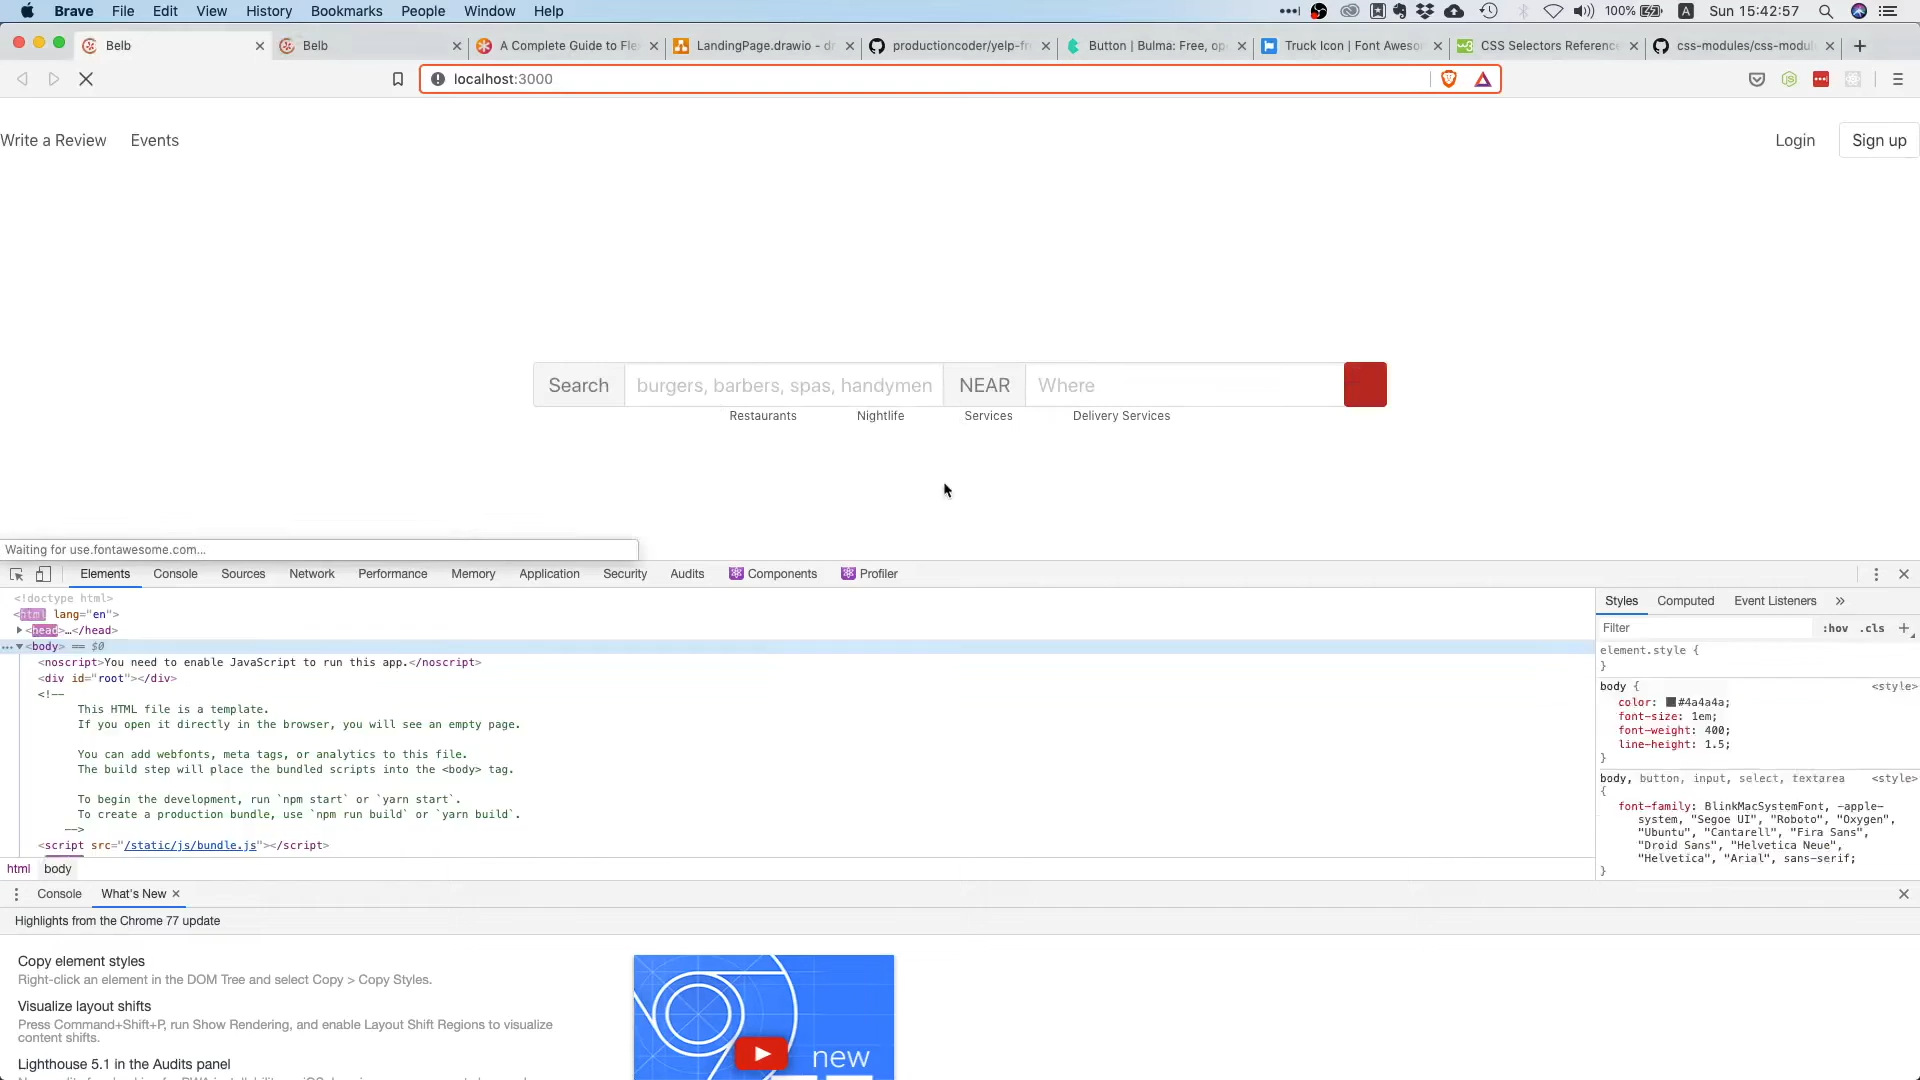 Brave File Edit View History Bookmarks People Window Help
100% A Sun 15:42:57
Belb
Belb
A Complete Guide to Fle
LandingPage.drawio - d
productioncoder/yelp-fr
Button | Bulma: Free, op
Truck Icon | Font Aweso
CSS Selectors Reference
css-modules/css-modul
localhost:3000
Write a Review Events Login Sign up
Search burgers, barbers, spas, handymen NEAR Where
Restaurants Nightlife Services Delivery Services
Waiting for use.fontawesome.com...
Elements Console Sources Network Performance Memory Application Security Audits Components Profiler
<!doctype html>
<html lang="en">
<head>…</head>
<body> == $0
<noscript>You need to enable JavaScript to run this app.</noscript>
<div id="root"></div>
<!--
This HTML file is a template.
If you open it directly in the browser, you will see an empty page.
You can add webfonts, meta tags, or analytics to this file.
The build step will place the bundled scripts into the <body> tag.
To begin the development, run `npm start` or `yarn start`.
To create a production bundle, use `npm run build` or `yarn build`.
-->
<script src="/static/js/bundle.js"></script>
html body
Styles Computed Event Listeners »
Filter :hov .cls +
element.style {
}
body { <style>
color: #4a4a4a;
font-size: 1em;
font-weight: 400;
line-height: 1.5;
}
body, button, input, select, textarea <style>
{
font-family: BlinkMacSystemFont, -apple-
system, "Segoe UI", "Roboto", "Oxygen",
"Ubuntu", "Cantarell", "Fira Sans",
"Droid Sans", "Helvetica Neue",
"Helvetica", "Arial", sans-serif;
}
Console What's New
Highlights from the Chrome 77 update
Copy element styles
Right-click an element in the DOM Tree and select Copy > Copy Styles.
Visualize layout shifts
Press Command+Shift+P, run Show Rendering, and enable Layout Shift Regions to visualize
content shifts.
Lighthouse 5.1 in the Audits panel
new